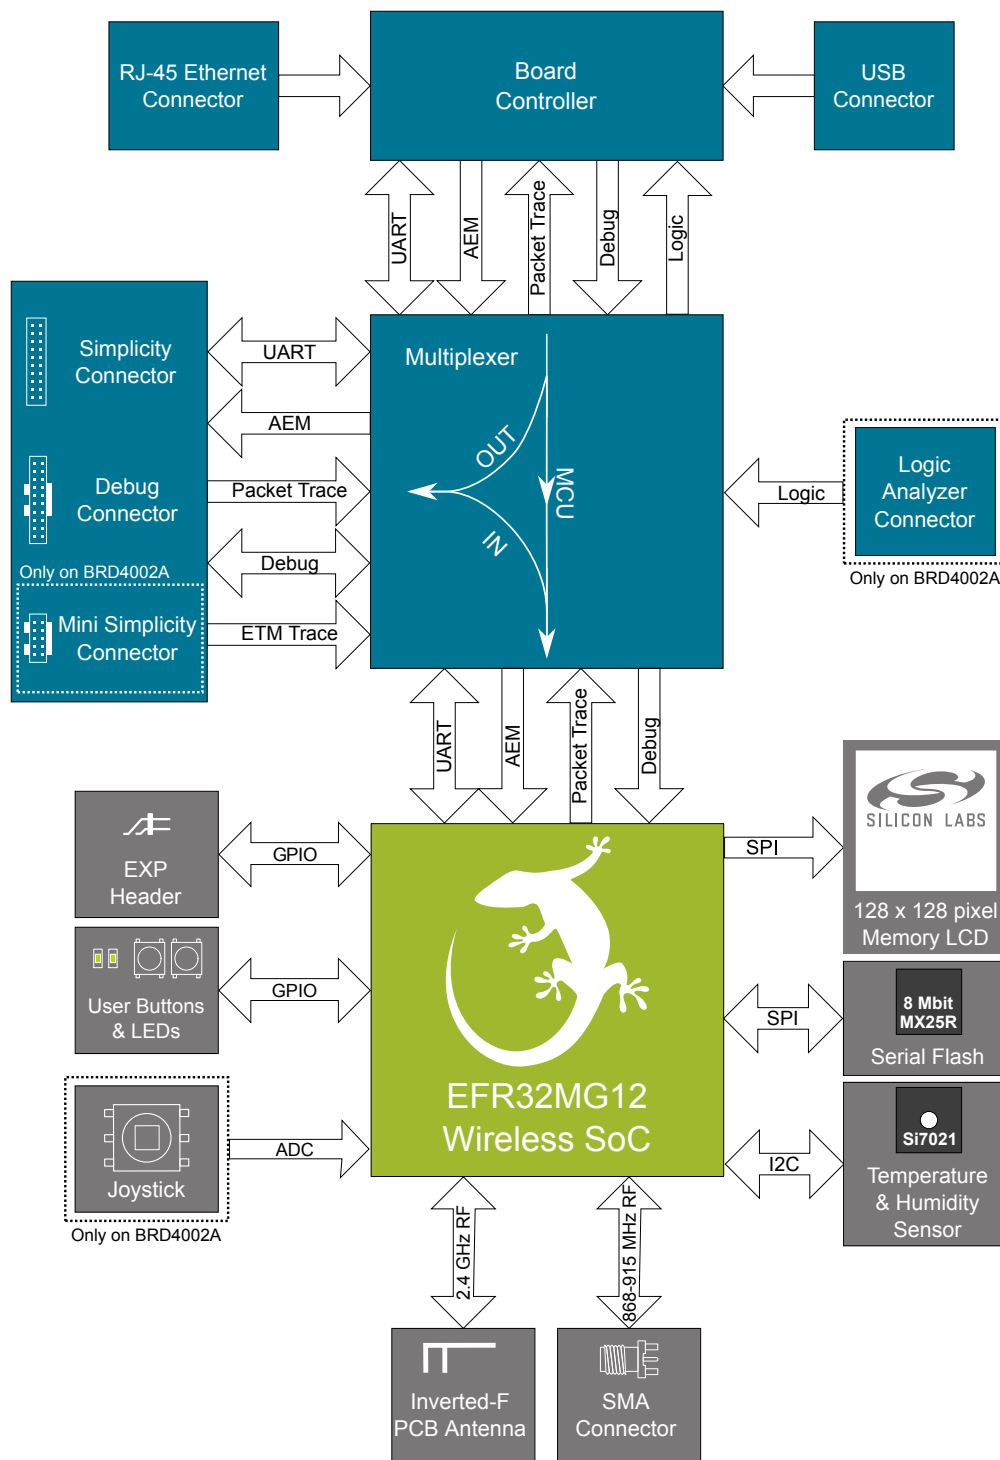 RJ-45 Ethernet
Connector
Board
Controller
USB
Connector
UART
AEM
Packet Trace
Debug
Logic
Simplicity
Connector
Debug
Connector
Only on BRD4002A
Mini Simplicity
Connector
UART
AEM
Packet Trace
Debug
ETM Trace
Multiplexer
OUT
MCU
IN
Logic
Logic
Analyzer
Connector
Only on BRD4002A
UART
AEM
Packet Trace
Debug
EXP
Header
GPIO
User Buttons
& LEDs
GPIO
Joystick
Only on BRD4002A
ADC
EFR32MG12
Wireless SoC
SPI
SILICON LABS
128 x 128 pixel
Memory LCD
SPI
8 Mbit
MX25R
Serial Flash
I2C
Si7021
Temperature
& Humidity
Sensor
2.4 GHz RF
868-915 MHz RF
Inverted-F
PCB Antenna
SMA
Connector